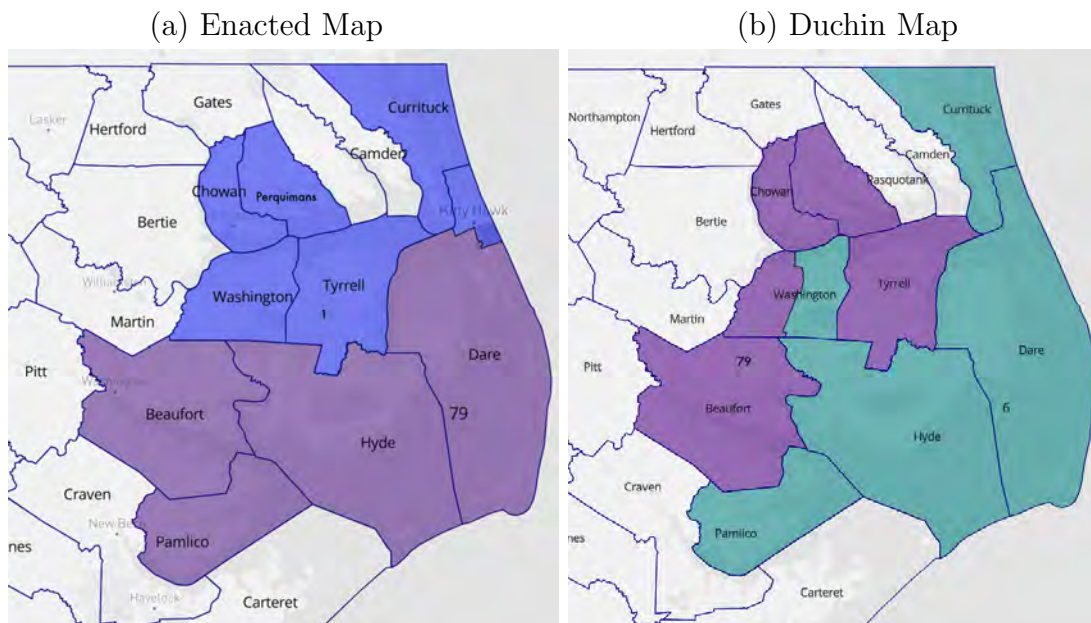 (a) Enacted Map
Gates
Currituck
Lasker
Hertford
Camden
Chowan
Perquimans
Kitty Hawk
Bertie
Williamston
Washington
Tyrrell
1
Martin
Dare
Pitt
Washington
Beaufort
79
Hyde
Craven
New Bern
Pamlico
nes
Havelock
Carteret
(b) Duchin Map
Gates
Currituck
Northampton
Hertford
Camden
Pasquotank
Chowan
Bertie
Tyrrell
Washington
Martin
Dare
79
Pitt
Beaufort
6
Hyde
Craven
Pamlico
nes
Carteret